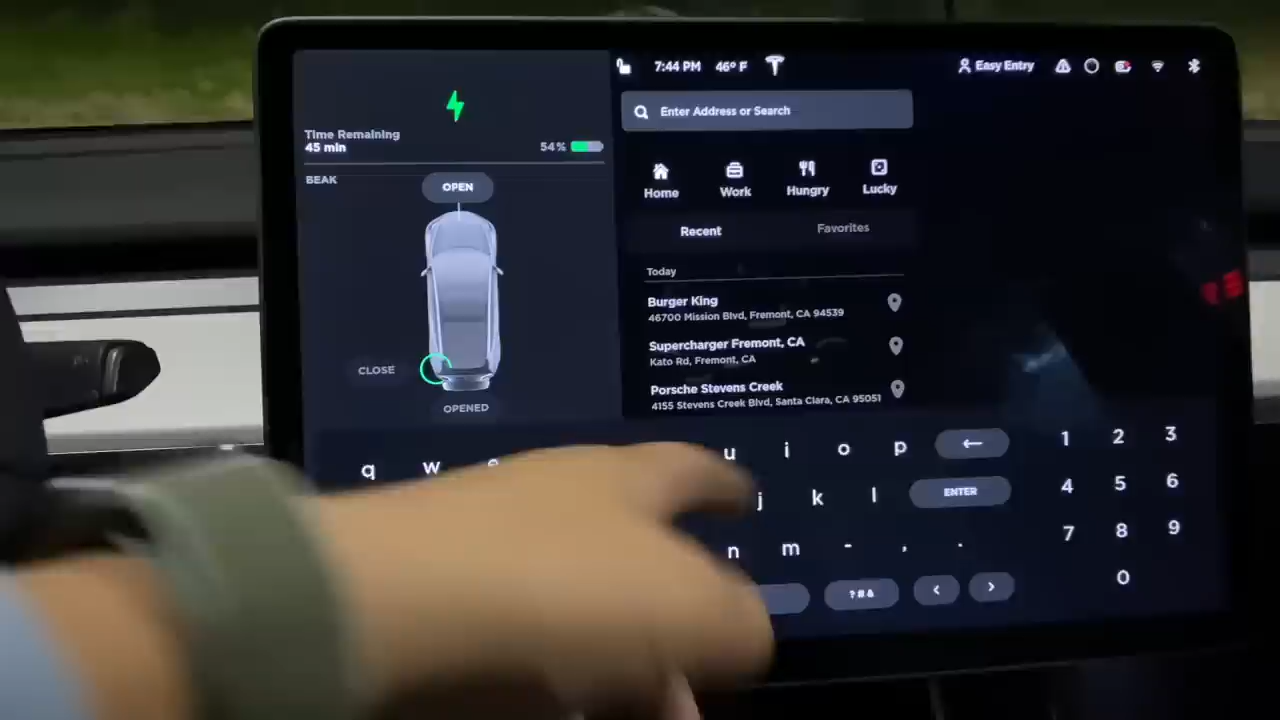 7:44 PM 46° F
Easy Entry
Time Remaining
45 min
54%
BEAK
OPEN
CLOSE
OPENED
Enter Address or Search
Home Work Hungry Lucky
Recent Favorites
Today
Burger King
46700 Mission Blvd, Fremont, CA 94539
Supercharger Fremont, CA
Kato Rd, Fremont, CA
Porsche Stevens Creek
4155 Stevens Creek Blvd, Santa Clara, CA 95051
q w e u i o p ← 1 2 3
j k l ENTER 4 5 6
n m - , . 7 8 9
?#& < > 0